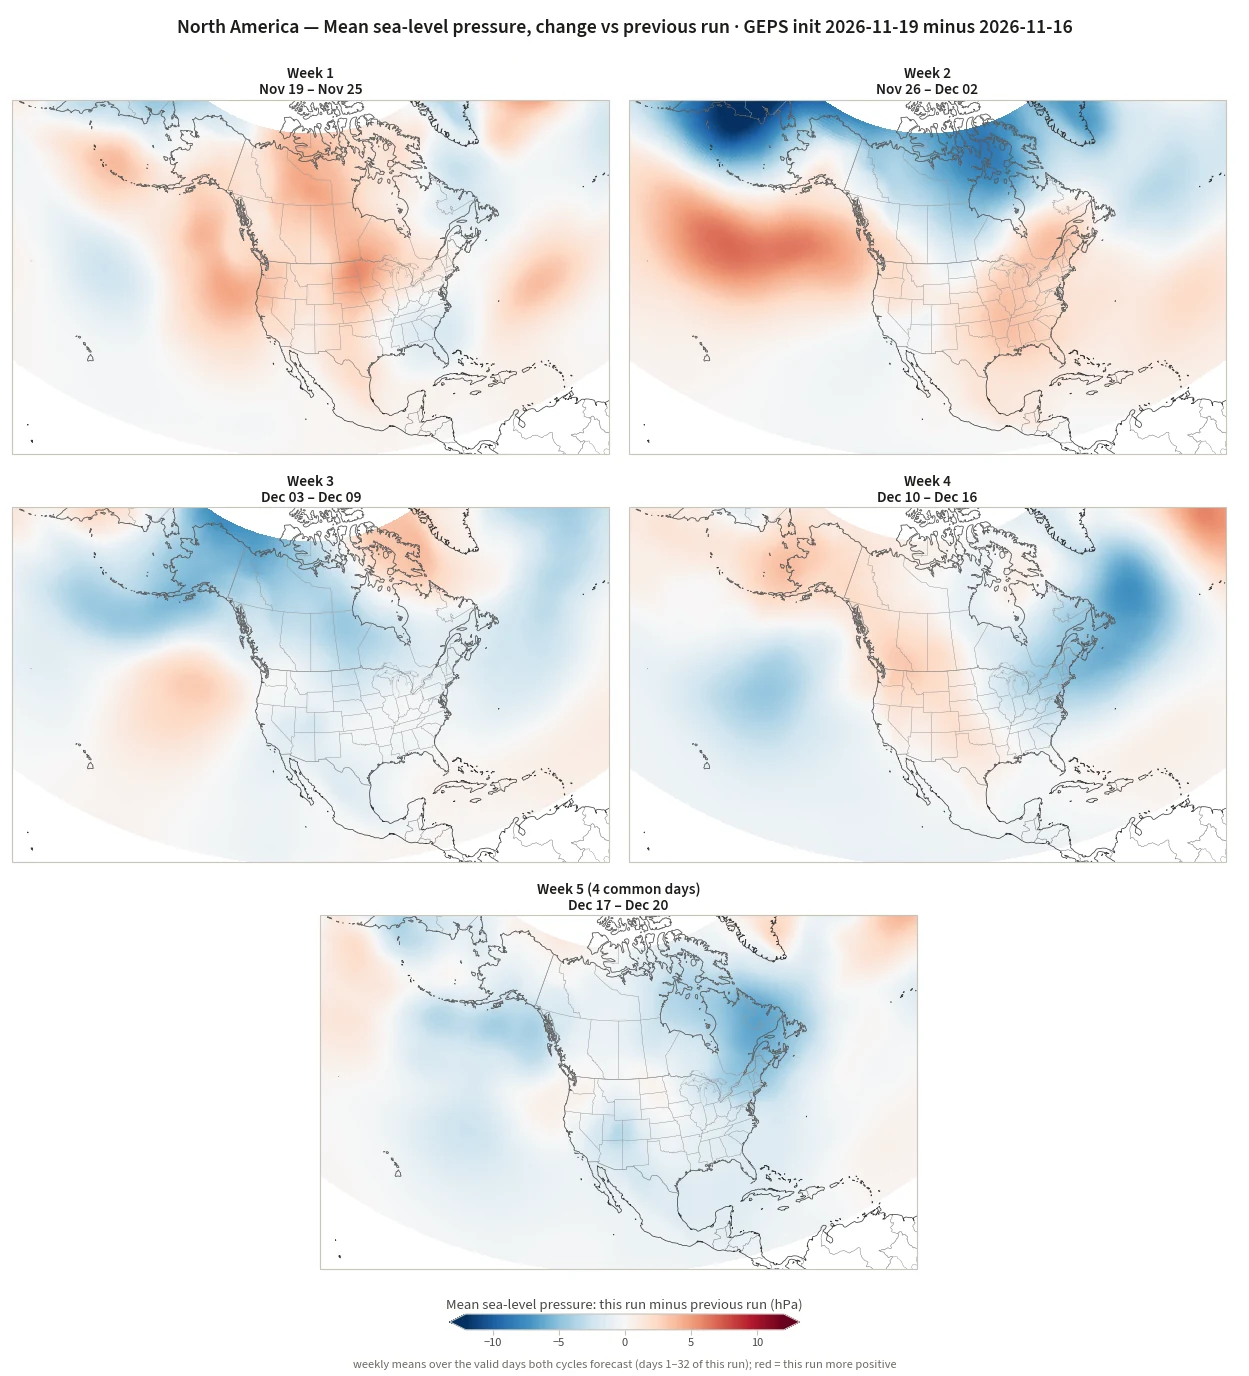 North America — Mean sea-level pressure, change vs previous run · GEPS init 2026-11-19 minus 2026-11-16
Week 1
Nov 19 – Nov 25
Week 2
Nov 26 – Dec 02
Week 3
Dec 03 – Dec 09
Week 4
Dec 10 – Dec 16
Week 5 (4 common days)
Dec 17 – Dec 20
Mean sea-level pressure: this run minus previous run (hPa)
−10 −5 0 5 10
weekly means over the valid days both cycles forecast (days 1–32 of this run); red = this run more positive